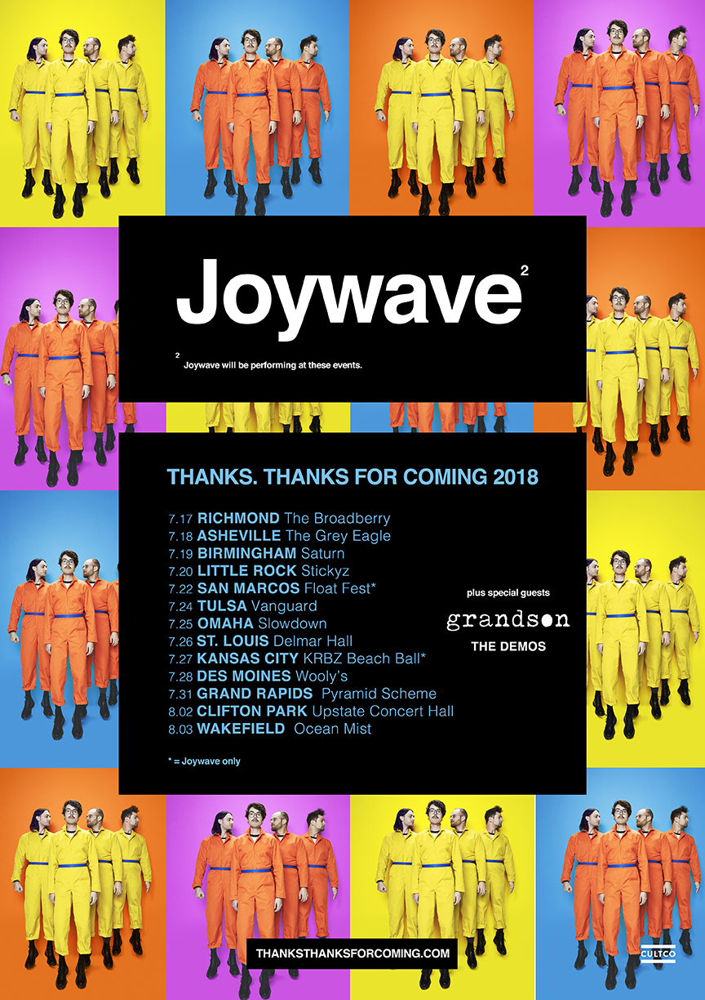 Joywave²
² Joywave will be performing at these events.
THANKS. THANKS FOR COMING 2018
7.17 RICHMOND The Broadberry
7.18 ASHEVILLE The Grey Eagle
7.19 BIRMINGHAM Saturn
7.20 LITTLE ROCK Stickyz
7.22 SAN MARCOS Float Fest*
7.24 TULSA Vanguard
7.25 OMAHA Slowdown
7.26 ST. LOUIS Delmar Hall
7.27 KANSAS CITY KRBZ Beach Ball*
7.28 DES MOINES Wooly's
7.31 GRAND RAPIDS Pyramid Scheme
8.02 CLIFTON PARK Upstate Concert Hall
8.03 WAKEFIELD Ocean Mist
* = Joywave only
plus special guests
grandson
THE DEMOS
THANKSTHANKSFORCOMING.COM
CULTCO